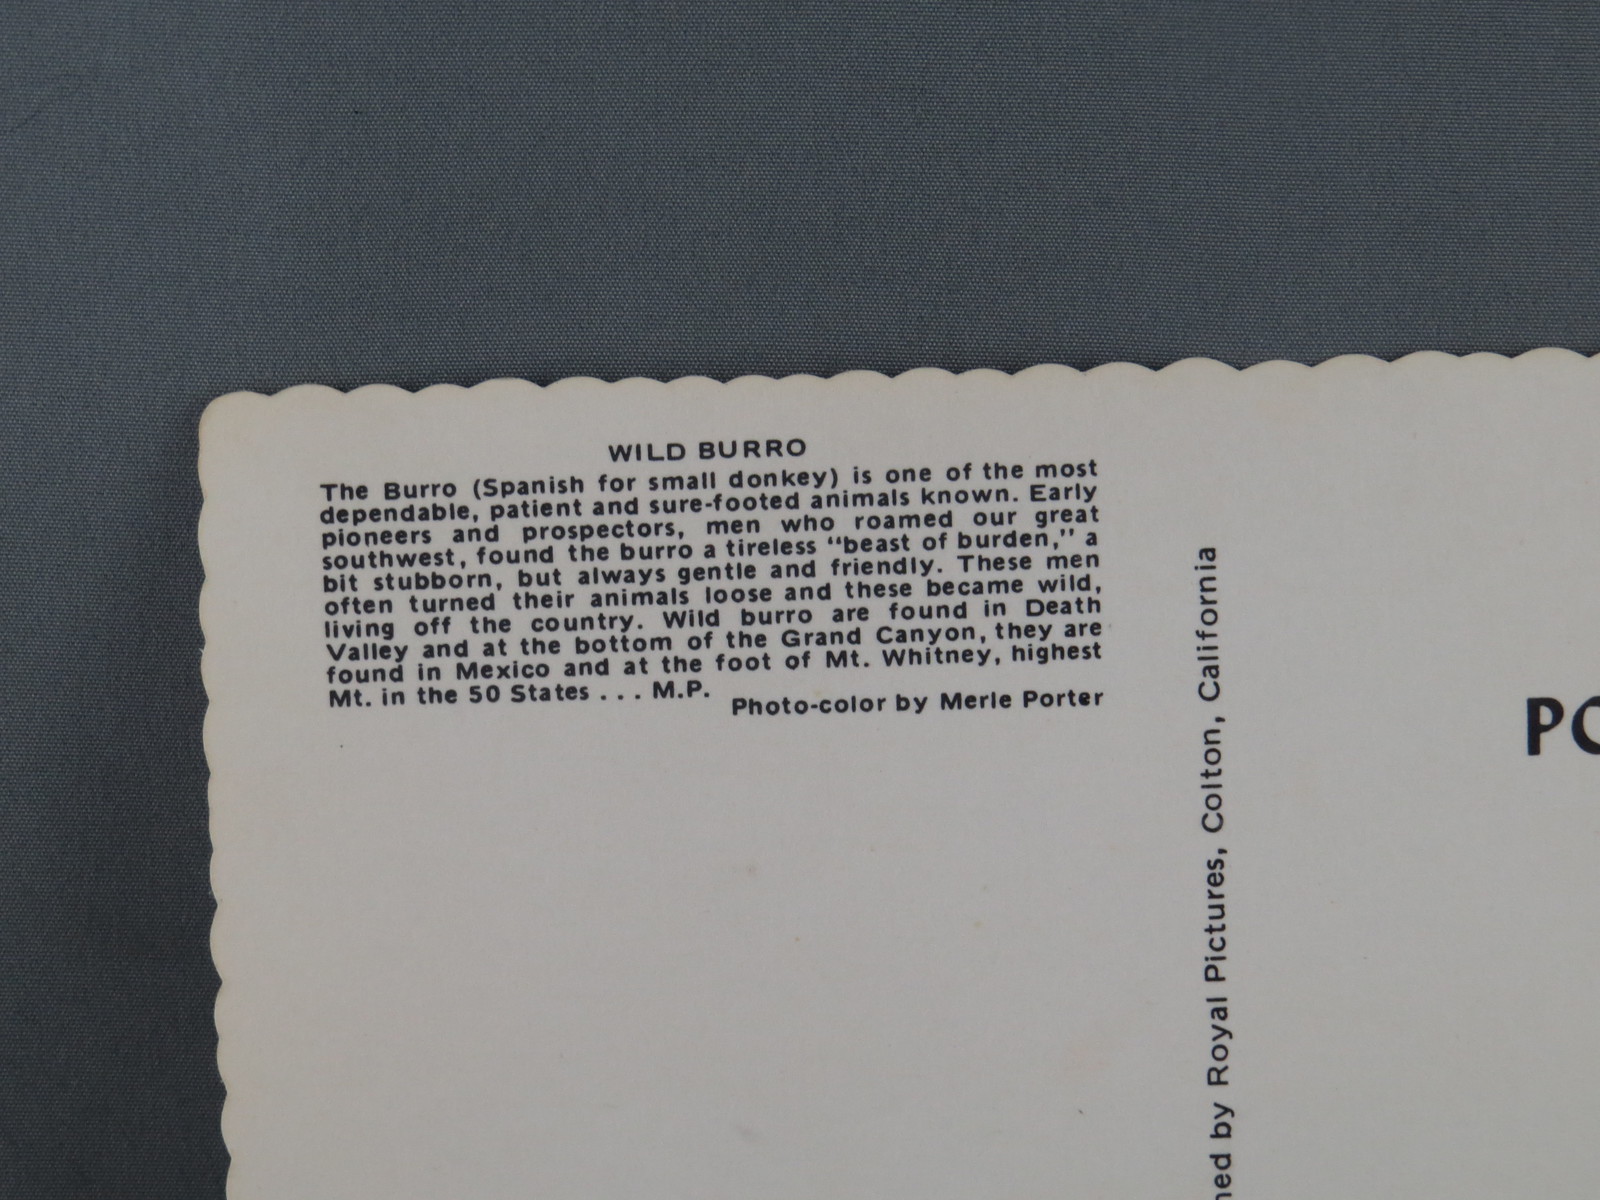 WILD BURRO
The Burro (Spanish for small donkey) is one of the most
dependable, patient and sure-footed animals known. Early
pioneers and prospectors, men who roamed our great
southwest, found the burro a tireless “beast of burden,” a
bit stubborn, but always gentle and friendly. These men
often turned their animals loose and these became wild,
living off the country. Wild burro are found in Death
Valley and at the bottom of the Grand Canyon, they are
found in Mexico and at the foot of Mt. Whitney, highest
Mt. in the 50 States . . . M.P.
Photo-color by Merle Porter
by Royal Pictures, Colton, California